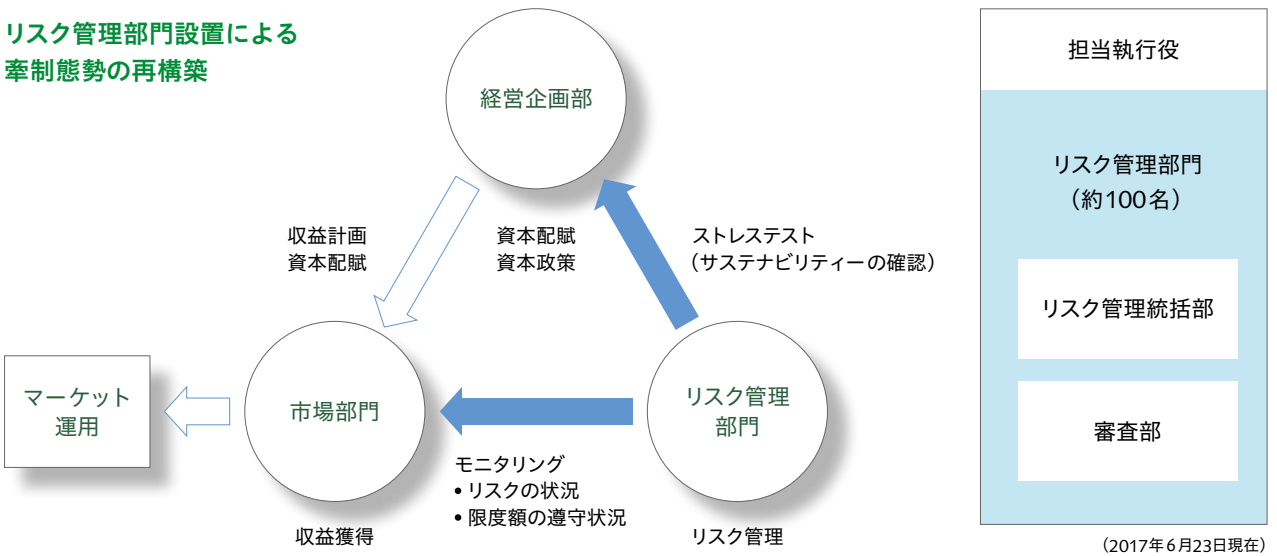 リスク管理部門設置による
牽制態勢の再構築
経営企画部
収益計画
資本配賦
資本配賦
資本政策
ストレステスト
（サステナビリティーの確認）
マーケット
運用
市場部門
リスク管理
部門
モニタリング
• リスクの状況
• 限度額の遵守状況
収益獲得
リスク管理
担当執行役
リスク管理部門
（約100名）
リスク管理統括部
審査部
（2017年6月23日現在）